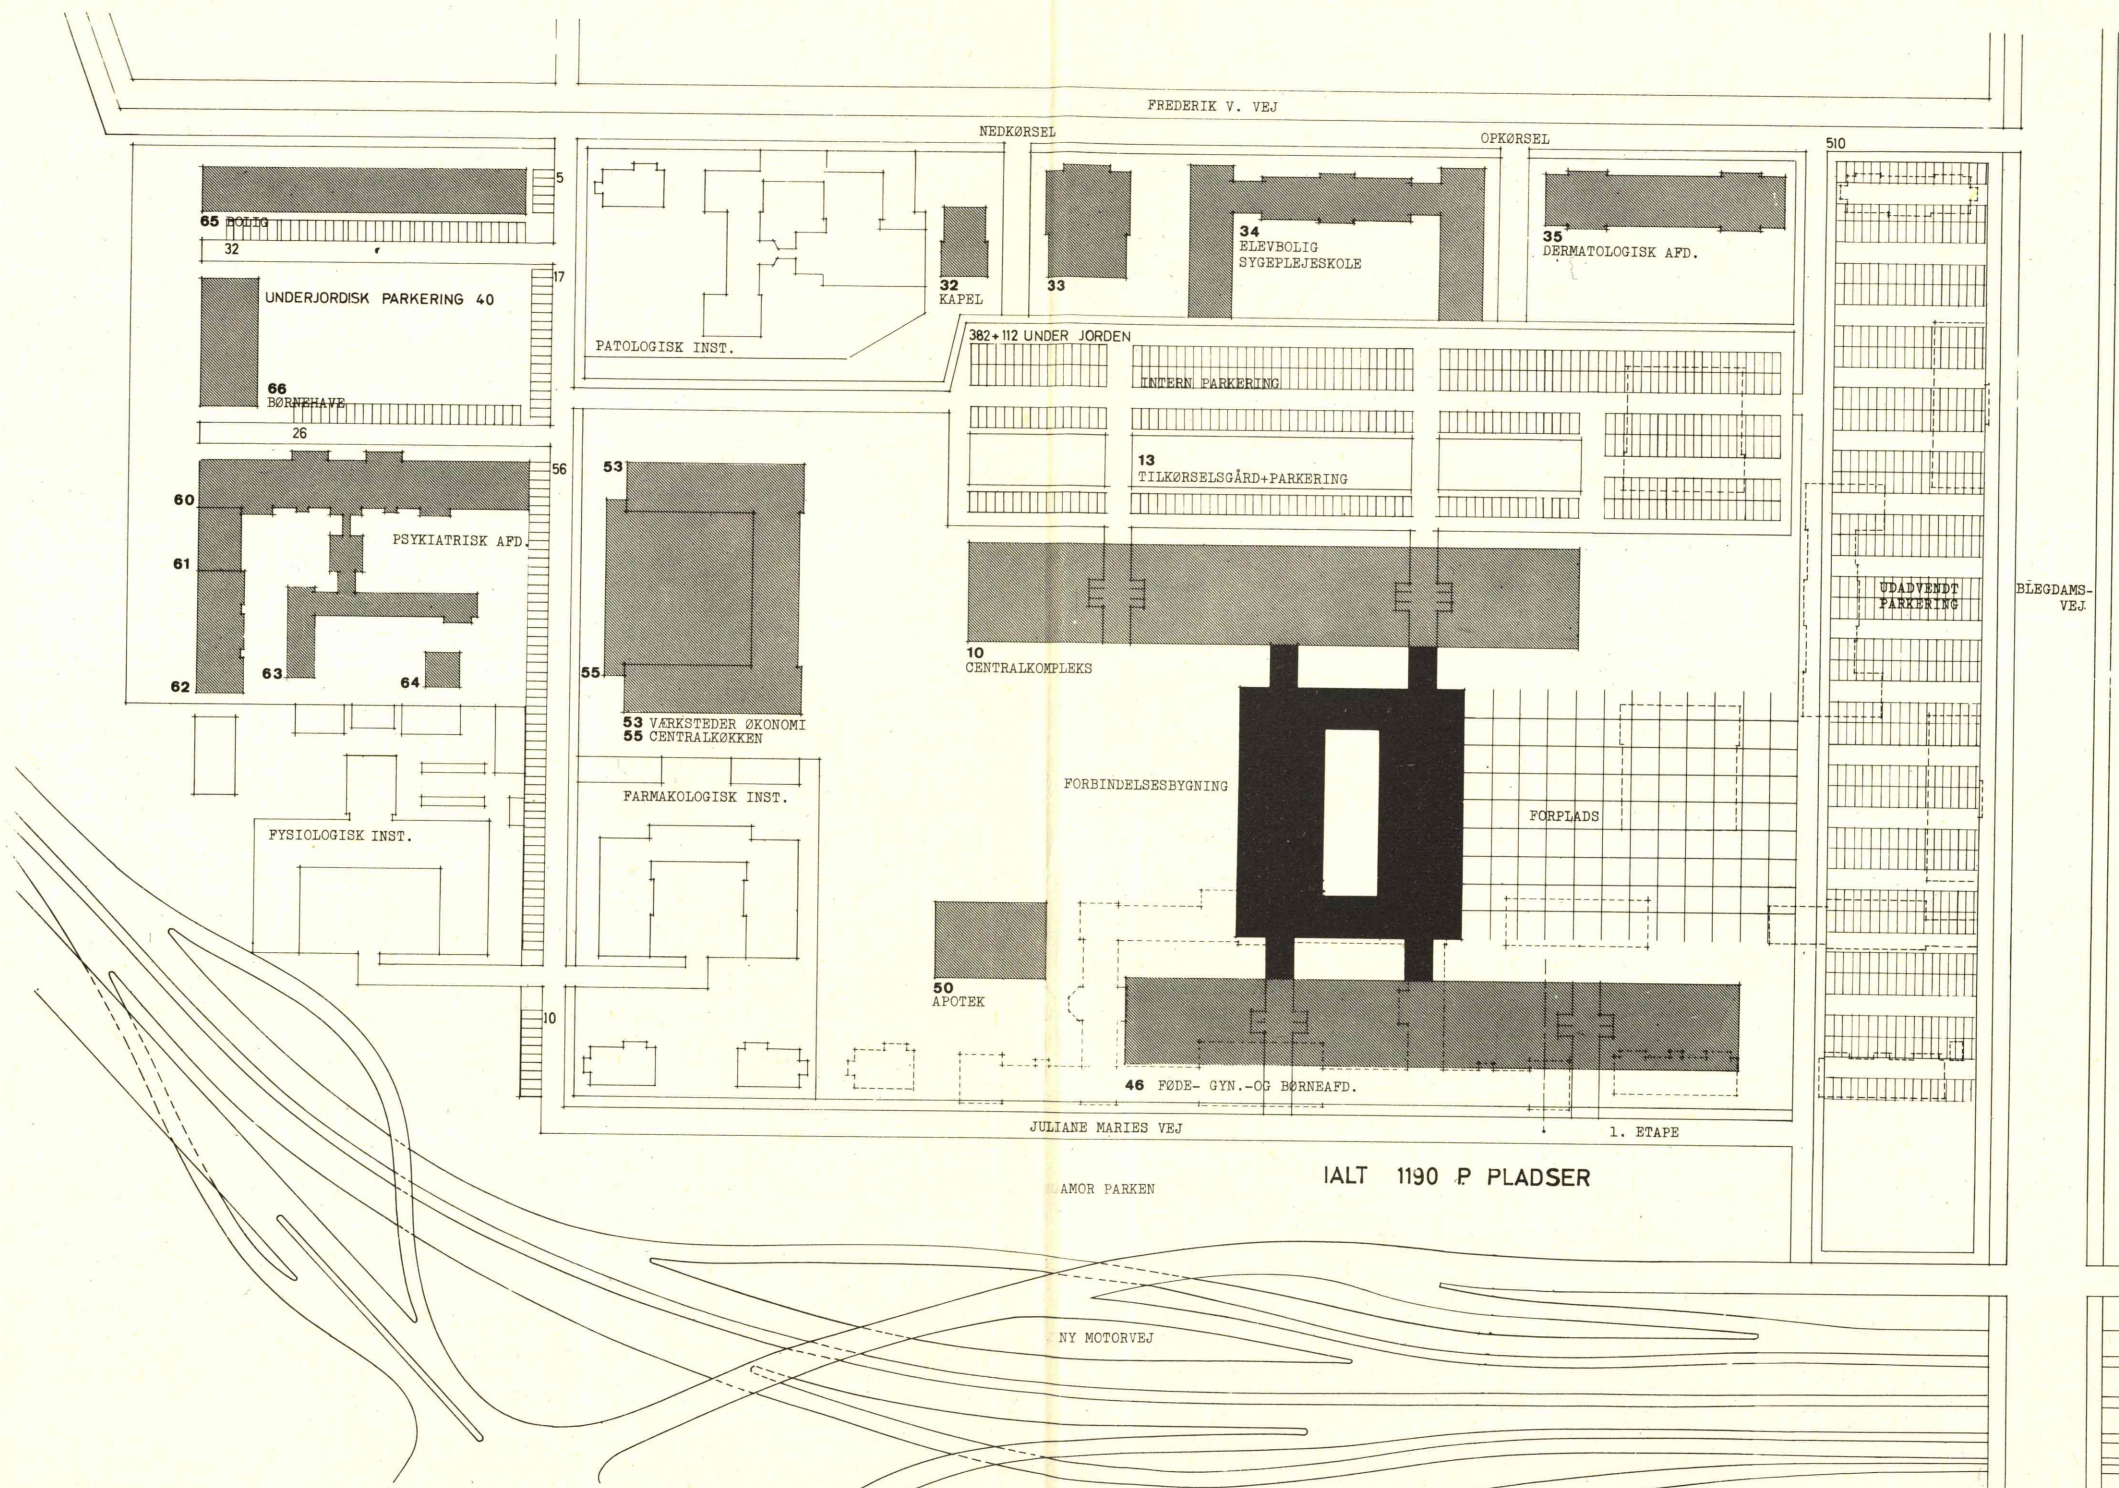 FREDERIK V. VEJ
NEDKØRSEL
OPKØRSEL
510
5
65 BOLIG
32
17
UNDERJORDISK PARKERING 40
66
BØRNEHAVE
26
PATOLOGISK INST.
32
KAPEL
33
34
ELEVBOLIG
SYGEPLEJESKOLE
35
DERMATOLOGISK AFD.
382+112 UNDER JORDEN
INTERN PARKERING
13
TILKØRSELSGÅRD+PARKERING
56
60
61
62
63
64
PSYKIATRISK AFD.
53
55
53 VÆRKSTEDER ØKONOMI
55 CENTRALKØKKEN
10
CENTRALKOMPLEKS
UDADVENDT
PARKERING
BLEGDAMS-
VEJ
FORBINDELSESBYGNING
FORPLADS
FARMAKOLOGISK INST.
FYSIOLOGISK INST.
50
APOTEK
10
46 FØDE- GYN.-OG BØRNEAFD.
JULIANE MARIES VEJ
1. ETAPE
IALT 1190 P PLADSER
AMOR PARKEN
NY MOTORVEJ